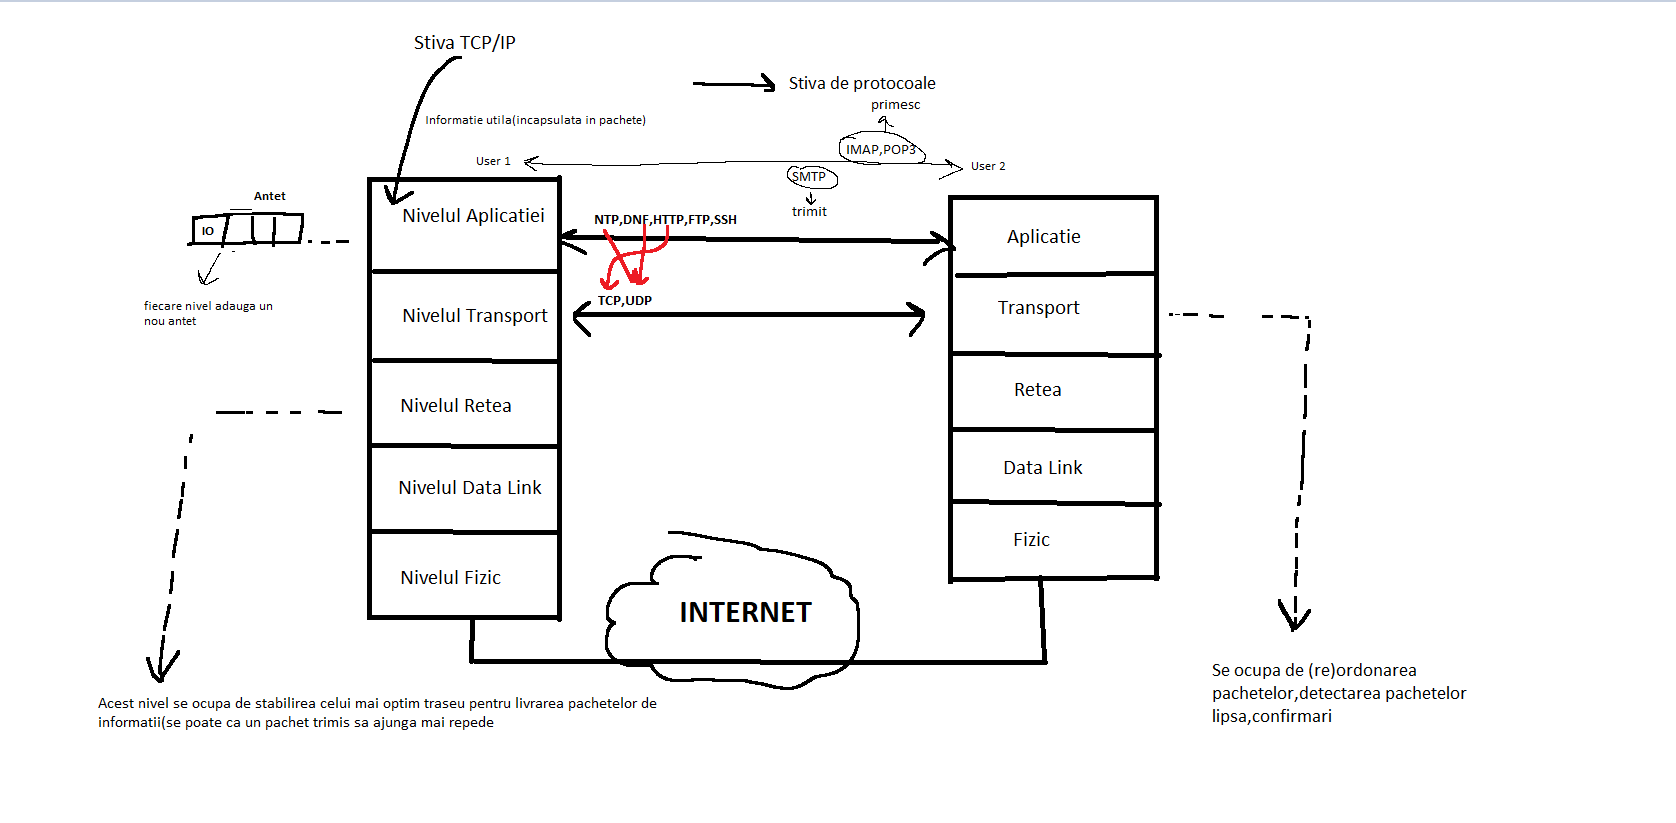 Stiva TCP/IP
Stiva de protocoale
primesc
Informatie utila(incapsulata in pachete)
IMAP,POP3
User 1
User 2
SMTP
trimit
Antet
IO
fiecare nivel adauga un
nou antet
Nivelul Aplicatiei
NTP,DNF,HTTP,FTP,SSH
Aplicatie
TCP,UDP
Nivelul Transport
Transport
Nivelul Retea
Retea
Nivelul Data Link
Data Link
Nivelul Fizic
Fizic
INTERNET
Acest nivel se ocupa de stabilirea celui mai optim traseu pentru livrarea pachetelor de
informatii(se poate ca un pachet trimis sa ajunga mai repede
Se ocupa de (re)ordonarea
pachetelor,detectarea pachetelor
lipsa,confirmari